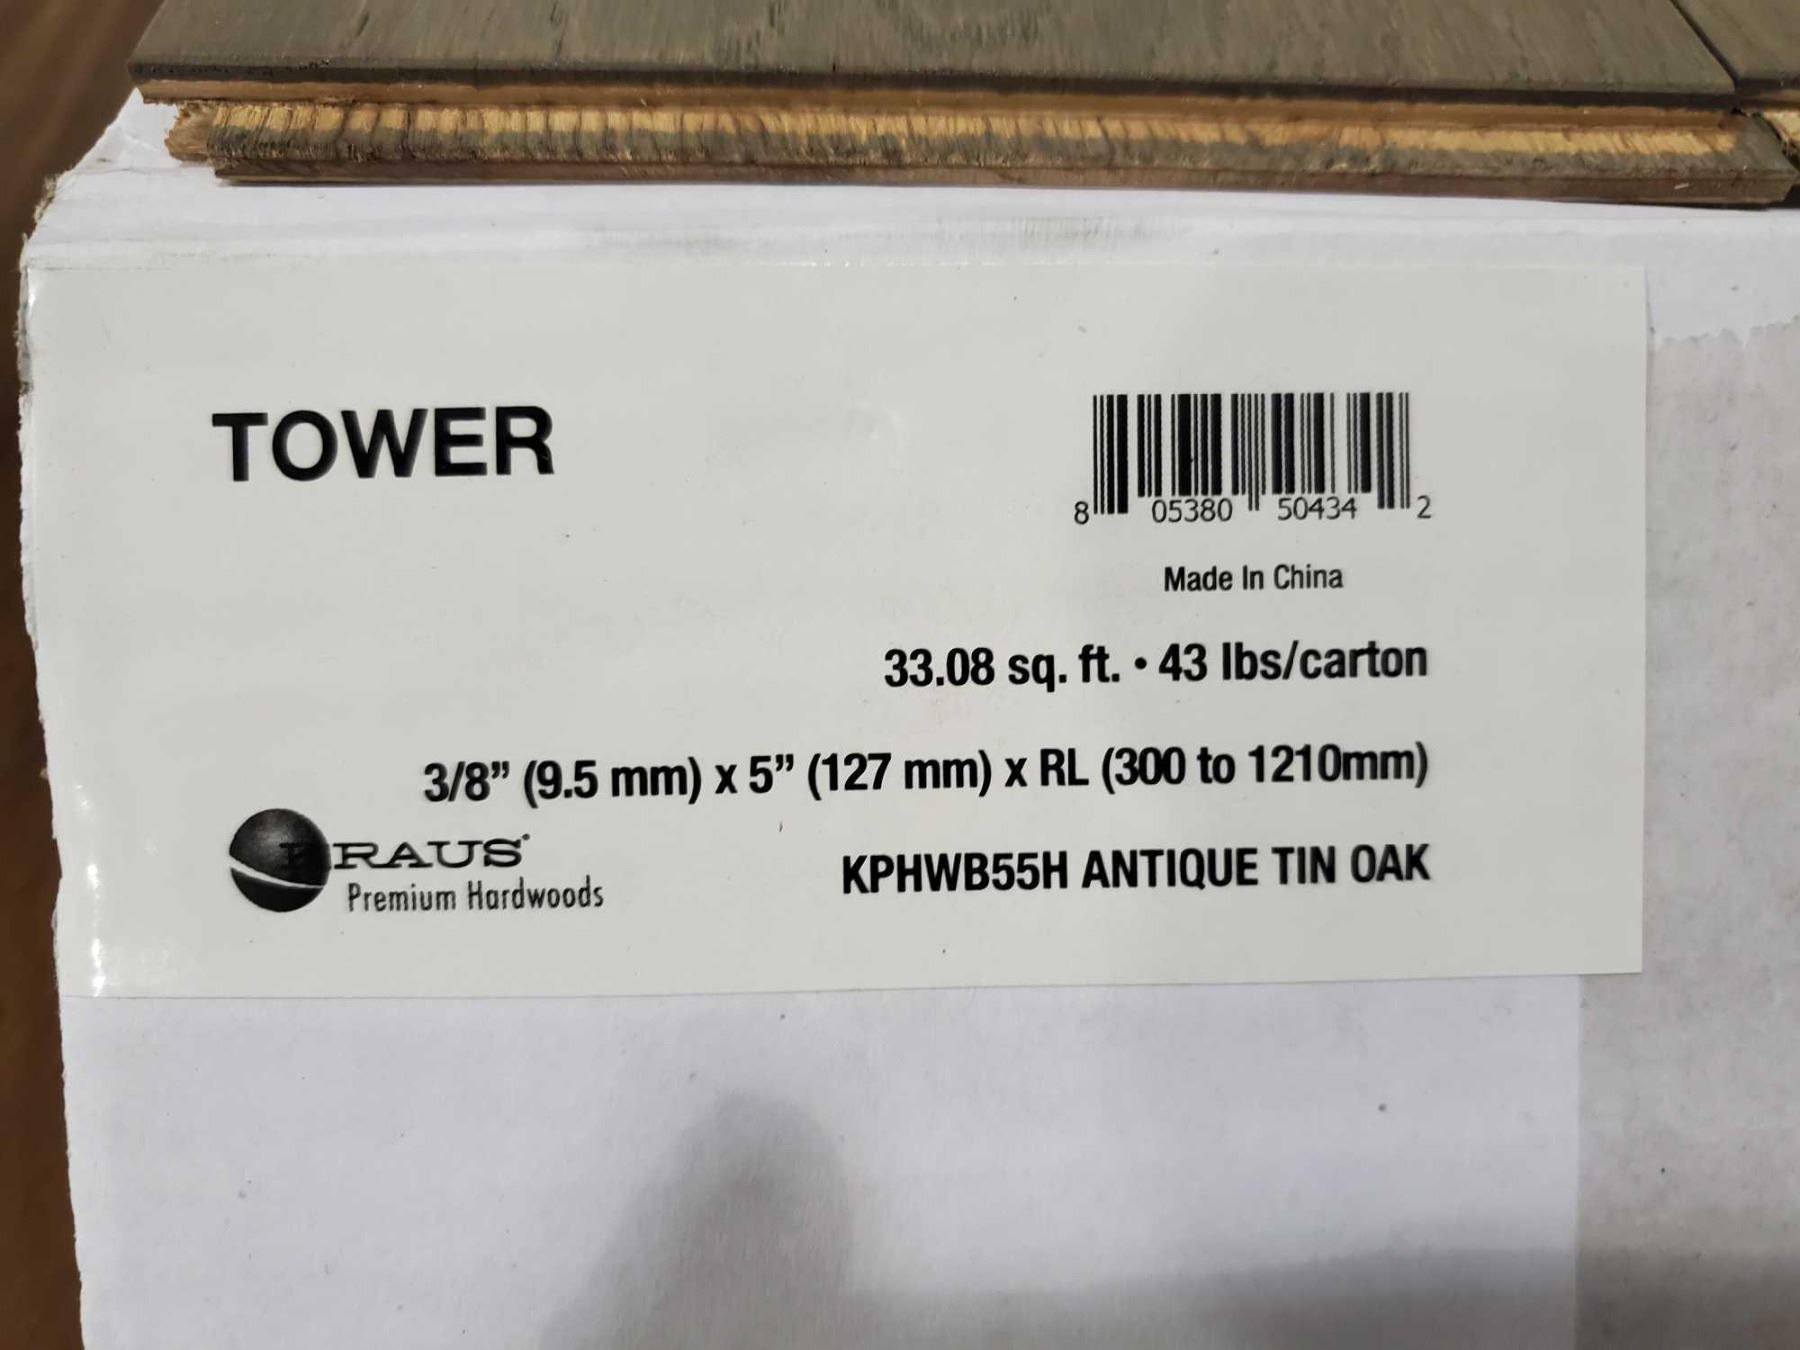 TOWER
8 05380 50434 2
Made In China
33.08 sq. ft. • 43 lbs/carton
3/8” (9.5 mm) x 5” (127 mm) x RL (300 to 1210mm)
KRAUS
Premium Hardwoods
KPHWB55H ANTIQUE TIN OAK